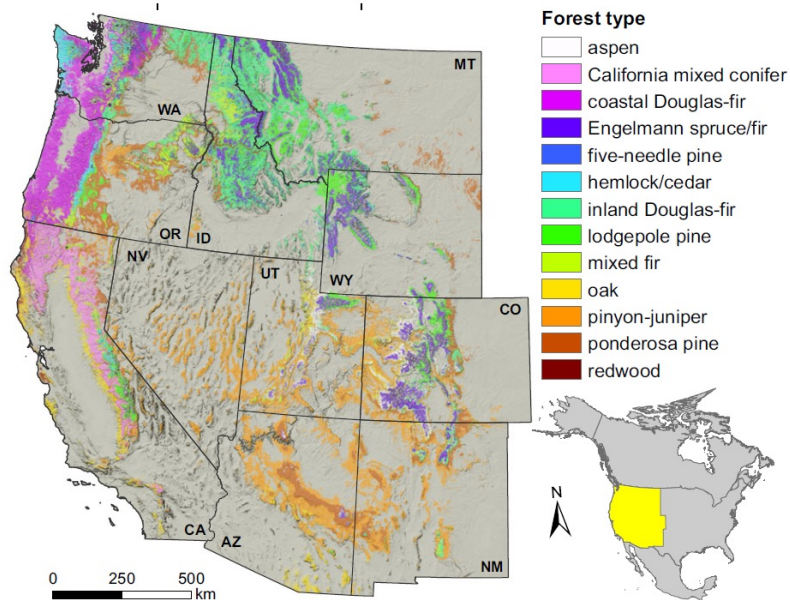 Forest type
aspen
California mixed conifer
coastal Douglas-fir
Engelmann spruce/fir
five-needle pine
hemlock/cedar
inland Douglas-fir
lodgepole pine
mixed fir
oak
pinyon-juniper
ponderosa pine
redwood
MT
WA
OR
ID
NV
UT
WY
CO
CA
AZ
NM
N
0 250 500
km